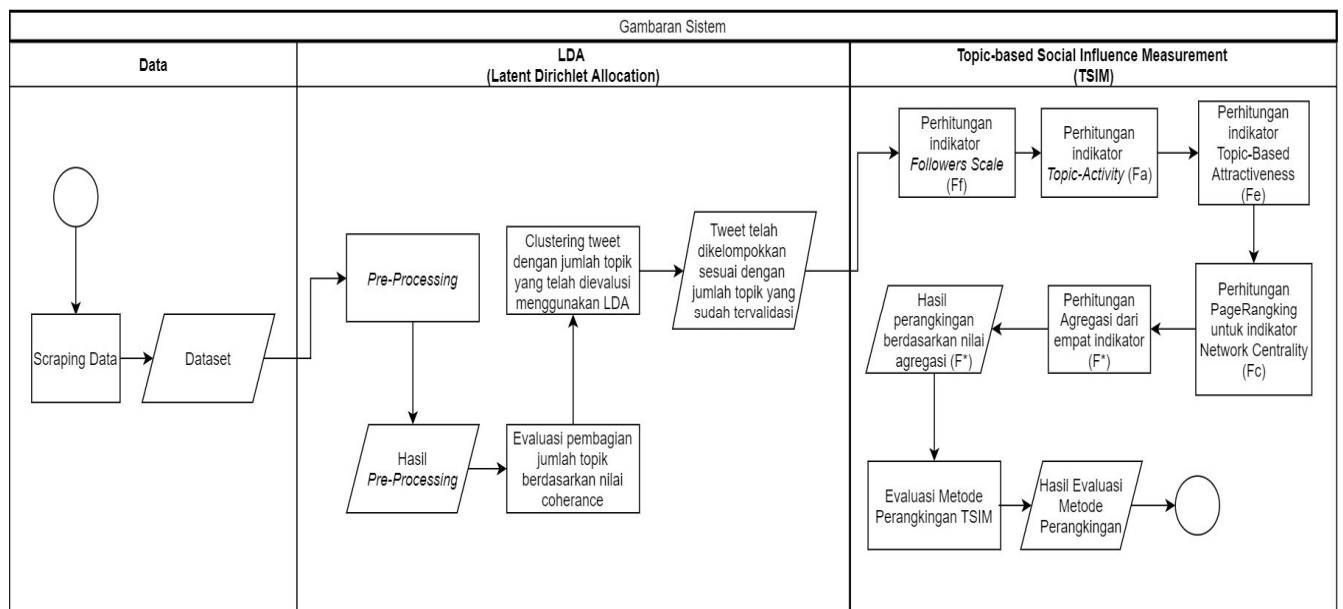 Gambaran Sistem
Data
LDA
(Latent Dirichlet Allocation)
Topic-based Social Influence Measurement
(TSIM)
Scraping Data
Dataset
Pre-Processing
Hasil
Pre-Processing
Evaluasi pembagian
jumlah topik
berdasarkan nilai
coherance
Clustering tweet
dengan jumlah topik
yang telah dievalusi
menggunakan LDA
Tweet telah
dikelompokkan
sesuai dengan
jumlah topik yang
sudah tervalidasi
Perhitungan
indikator
Followers Scale
(Ff)
Perhitungan
indikator
Topic-Activity (Fa)
Perhitungan
indikator
Topic-Based
Attractiveness
(Fe)
Perhitungan
PageRangking
untuk indikator
Network Centrality
(Fc)
Perhitungan
Agregasi dari
empat indikator
(F*)
Hasil
perangkingan
berdasarkan nilai
agregasi (F*)
Evaluasi Metode
Perangkingan TSIM
Hasil Evaluasi
Metode
Perangkingan